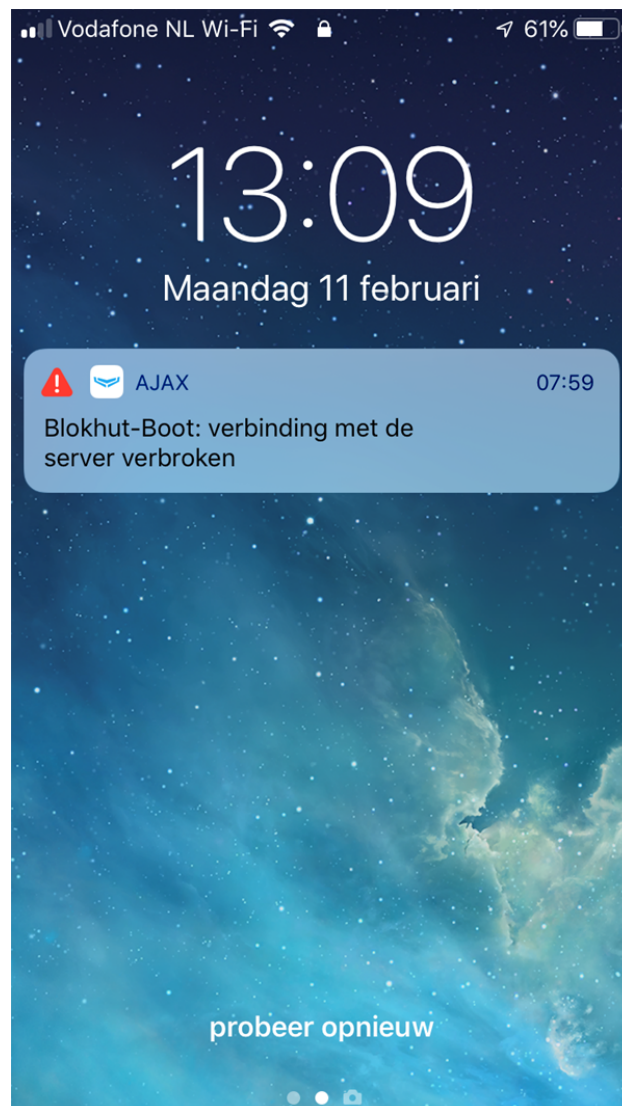 Vodafone NL Wi-Fi 61%
13:09
Maandag 11 februari
AJAX 07:59
Blokhut-Boot: verbinding met de
server verbroken
probeer opnieuw